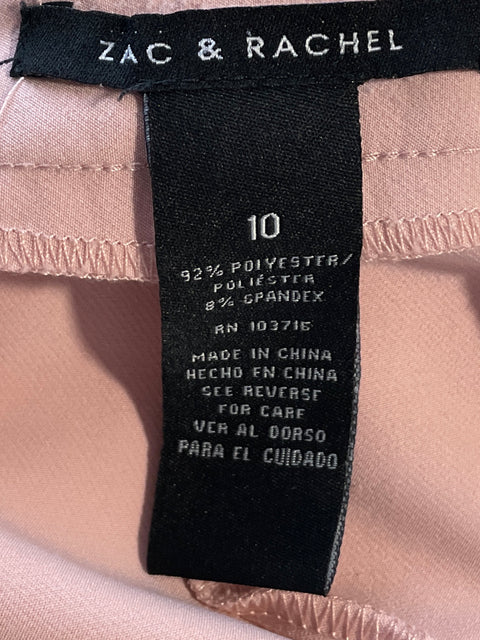 ZAC & RACHEL
10
92% POLYESTER/
POLIÉSTER
8% SPANDEX
RN 103716
MADE IN CHINA
HECHO EN CHINA
SEE REVERSE
FOR CARE
VER AL DORSO
PARA EL CUIDADO